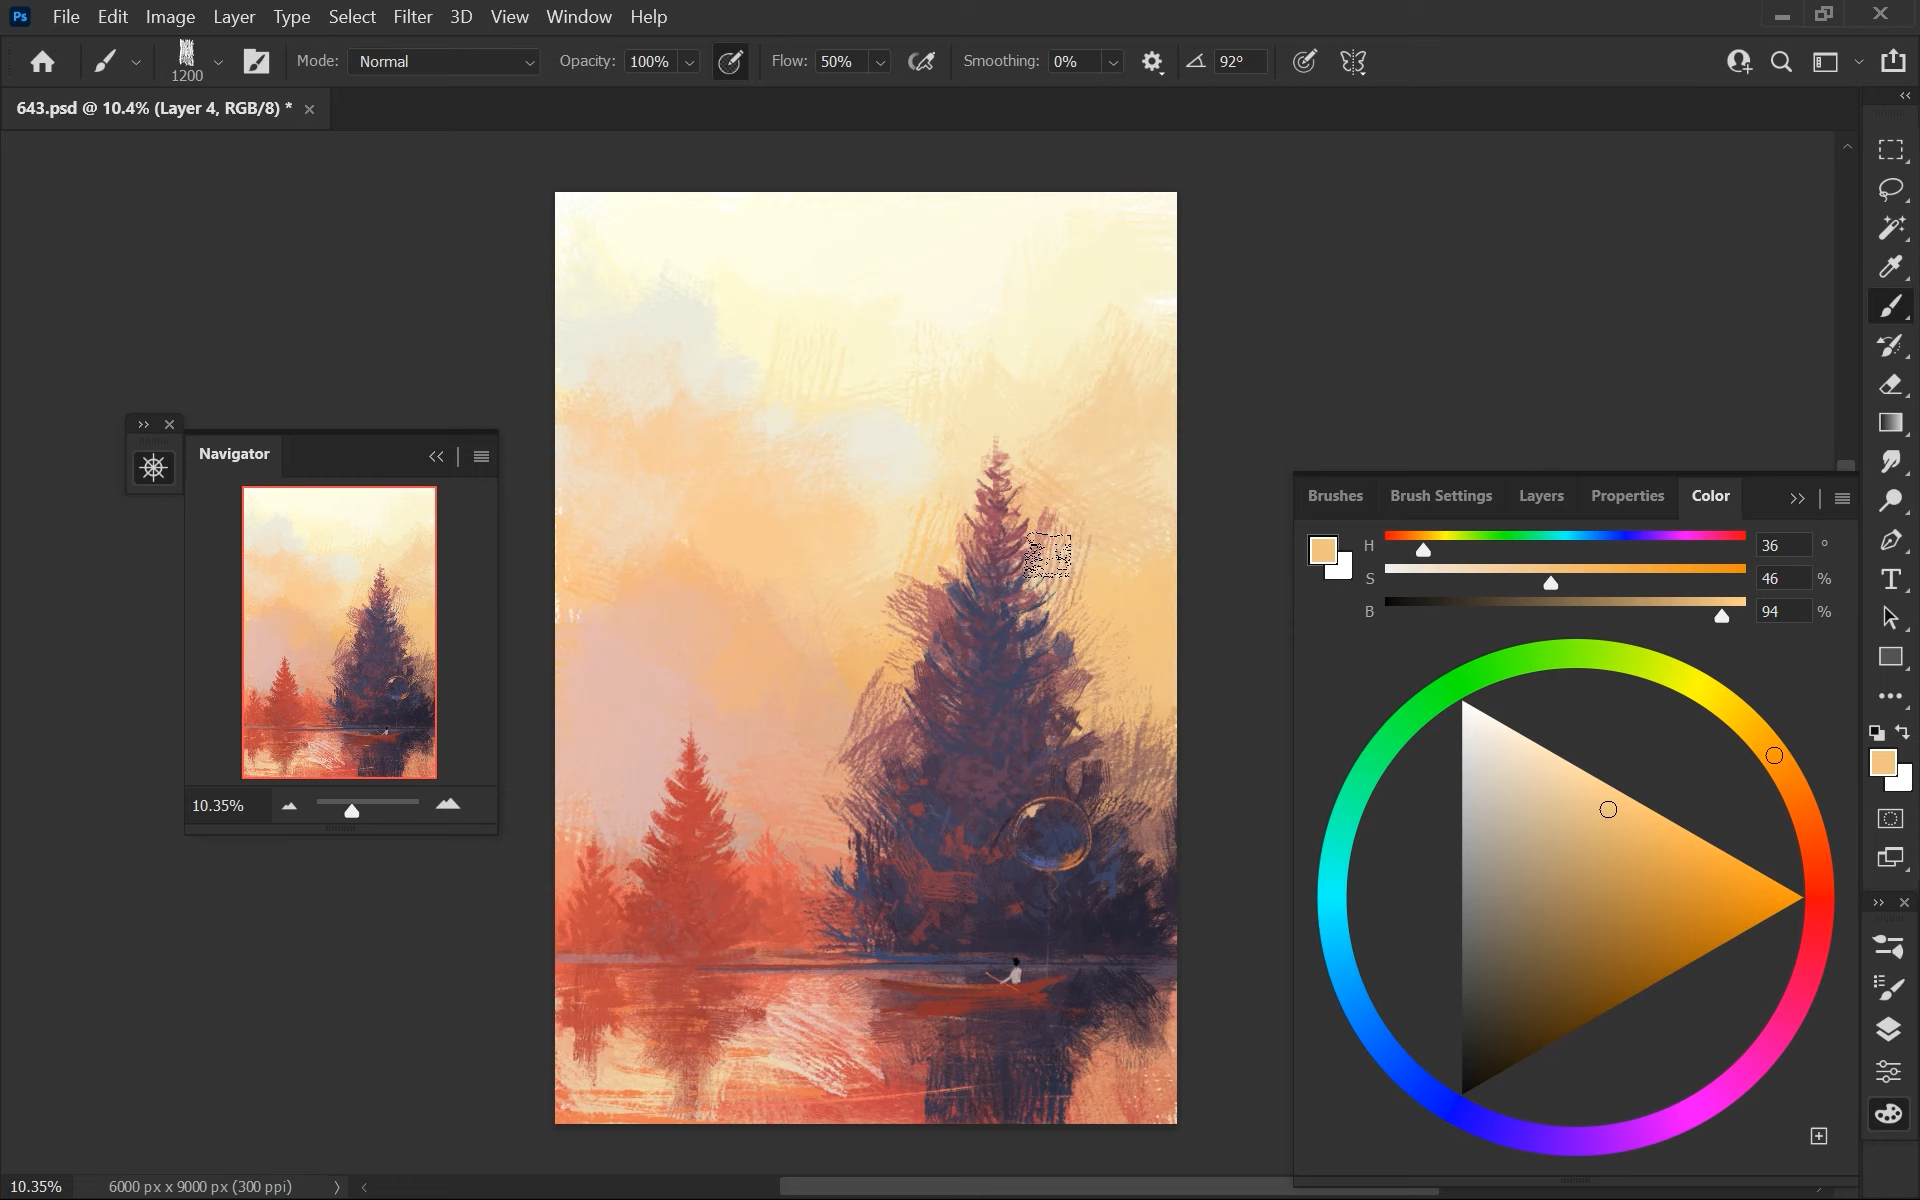 Ps File Edit Image Layer Type Select Filter 3D View Window Help
1200 Mode: Normal Opacity: 100% Flow: 50% Smoothing: 0% 92°
643.psd @ 10.4% (Layer 4, RGB/8) *
Navigator
10.35%
Brushes Brush Settings Layers Properties Color
H 36 °
S 46 %
B 94 %
10.35% 6000 px x 9000 px (300 ppi)